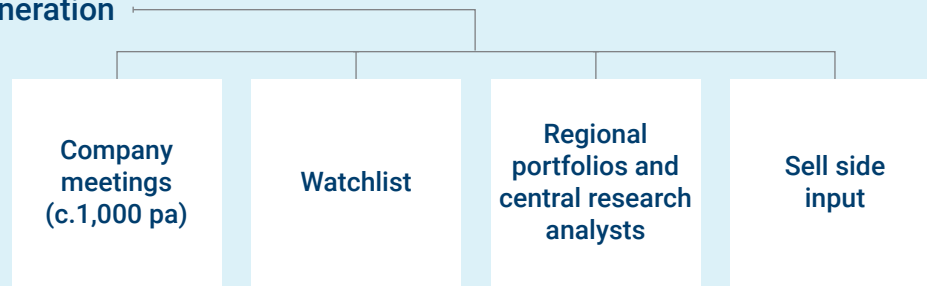 neration
Company
meetings
(c.1,000 pa)
Watchlist
Regional
portfolios and
central research
analysts
Sell side
input